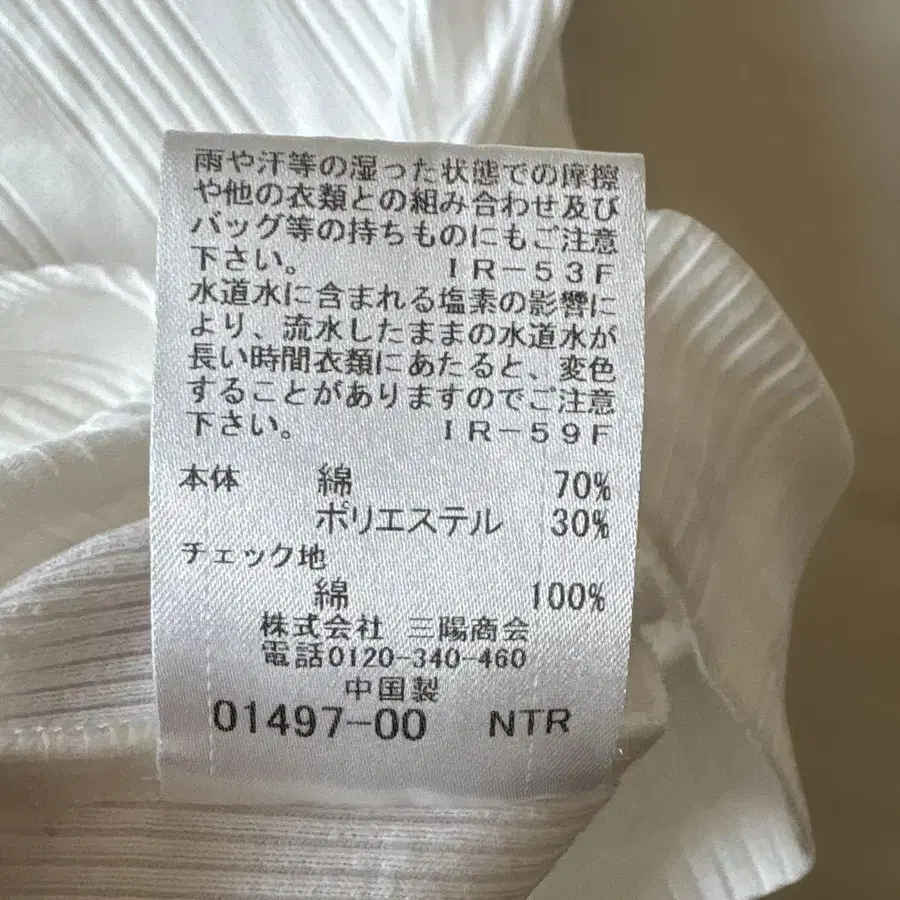 雨や汗等の湿った状態での摩擦
や他の衣類との組み合わせ及び
バッグ等の持ちものにもご注意
下さい。 IR-53F
水道水に含まれる塩素の影響に
より、流水したままの水道水が
長い時間衣類にあたると、変色
することがありますのでご注意
下さい。 IR-59F
本体 綿 70%
ポリエステル 30%
チェック地
綿 100%
株式会社 三陽商会
電話0120-340-460
中国製
01497-00 NTR